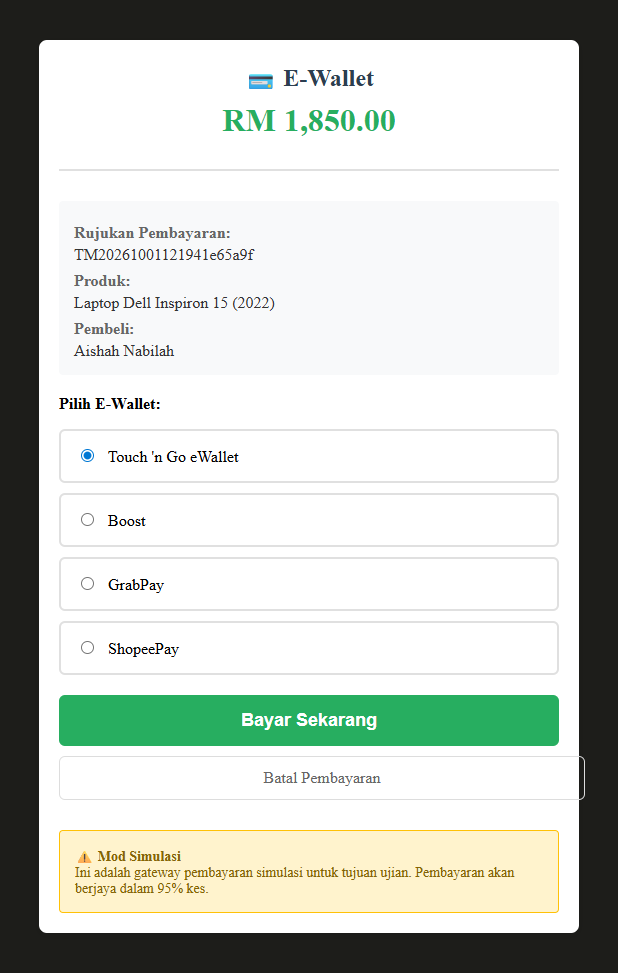 E-Wallet
RM 1,850.00
Rujukan Pembayaran:
TM20261001121941e65a9f
Produk:
Laptop Dell Inspiron 15 (2022)
Pembeli:
Aishah Nabilah
Pilih E-Wallet:
Touch 'n Go eWallet
Boost
GrabPay
ShopeePay
Bayar Sekarang
Batal Pembayaran
Mod Simulasi
Ini adalah gateway pembayaran simulasi untuk tujuan ujian. Pembayaran akan
berjaya dalam 95% kes.